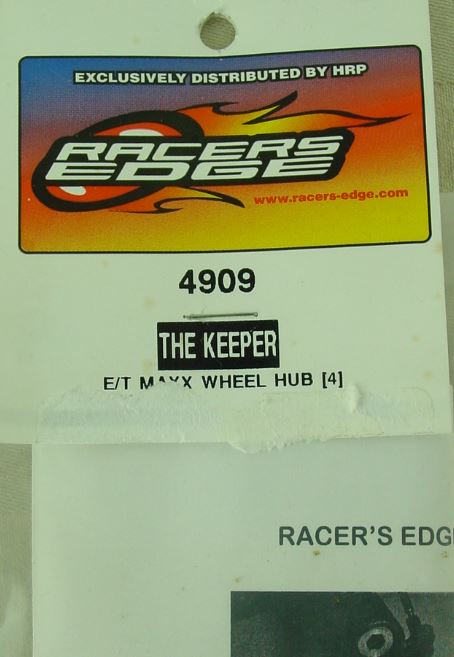 EXCLUSIVELY DISTRIBUTED BY HRP
RACERS
EDGE
www.racers-edge.com
4909
THE KEEPER
E/T MAXX WHEEL HUB [4]
RACER'S EDG